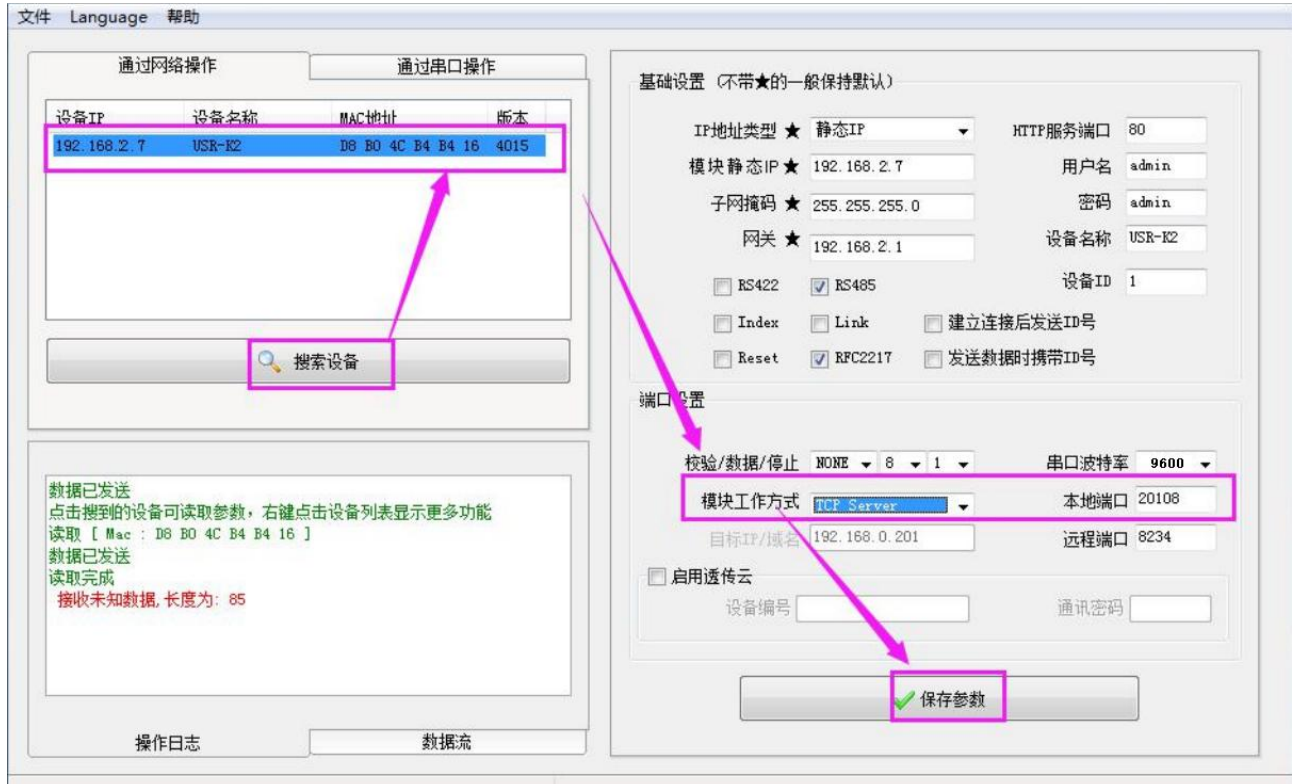 文件 Language 帮助
通过网络操作 通过串口操作
设备IP 设备名称 MAC地址 版本
192.168.2.7 USR-K2 D8 B0 4C B4 B4 16 4015
搜索设备
数据已发送
点击搜到的设备可读取参数，右键点击设备列表显示更多功能
读取 [ Mac : D8 B0 4C B4 B4 16 ]
数据已发送
读取完成
接收未知数据,长度为: 85
操作日志 数据流
基础设置 (不带★的一般保持默认)
IP地址类型 ★ 静态IP HTTP服务端口 80
模块静态IP★ 192.168.2.7 用户名 admin
子网掩码 ★ 255.255.255.0 密码 admin
网关 ★ 192.168.2.1 设备名称 USR-K2
RS422 RS485 设备ID 1
Index Link 建立连接后发送ID号
Reset RFC2217 发送数据时携带ID号
端口设置
校验/数据/停止 NONE 8 1 串口波特率 9600
模块工作方式 TCP Server 本地端口 20108
目标IP/域名 192.168.0.201 远程端口 8234
启用透传云
设备编号 通讯密码
保存参数